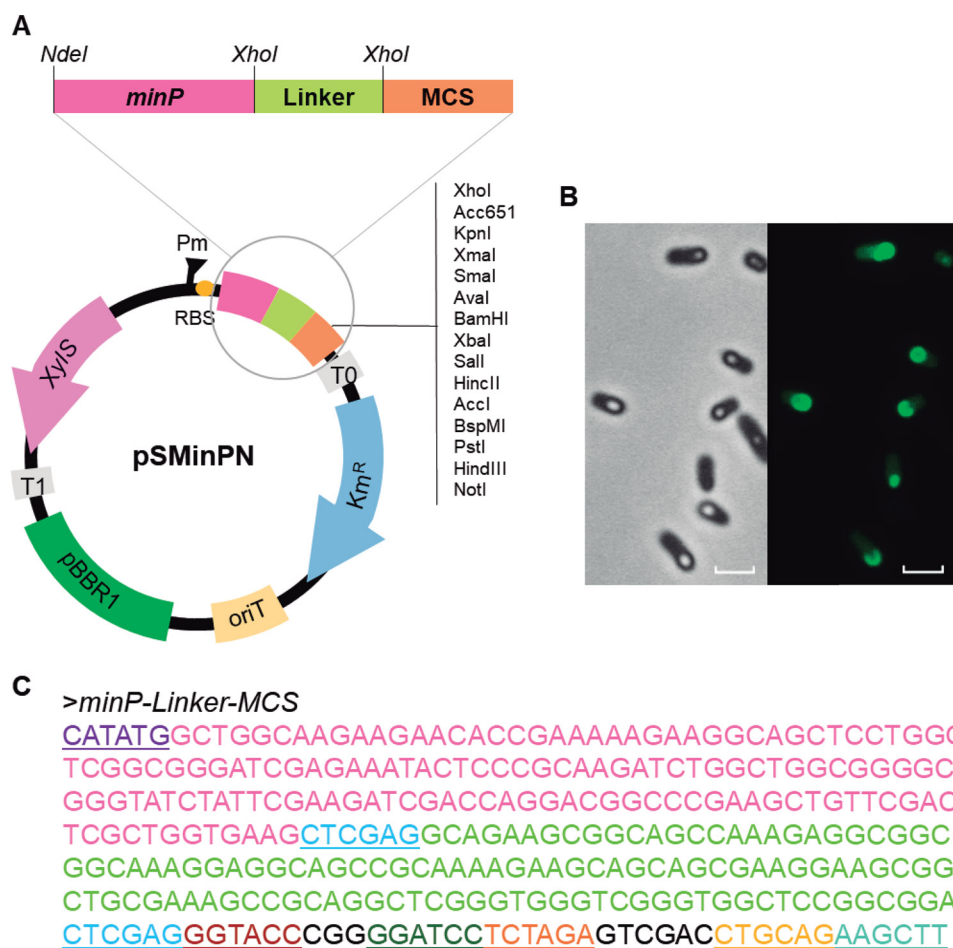 A
NdeI XhoI XhoI
minP Linker MCS
XhoI
Acc651
KpnI
XmaI
SmaI
AvaI
BamHI
XbaI
SalI
HincII
AccI
BspMI
PstI
HindIII
NotI
Pm
RBS
XylS
T0
pSMinPN
KmR
T1
pBBR1
oriT
B
C
>minP-Linker-MCS
CATATGGCTGGCAAGAAGAACACCGAAAAAGAAGGCAGCTCCTGGC
TCGGCGGGATCGAGAAATACTCCCGCAAGATCTGGCTGGCGGGGC
GGGTATCTATTCGAAGATCGACCAGGACGGCCCGAAGCTGTTCGAC
TCGCTGGTGAAGCTCGAGGCAGAAGCGGCAGCCAAAGAGGCGGC
GGCAAAGGAGGCAGCCGCAAAAGAAGCAGCAGCGAAGGAAGCGG
CTGCGAAAGCCGCAGGCTCGGGTGGGTCGGGTGGCTCCGGCGGA
CTCGAGGGTACCCCGGGGGATCCTCTAGAGTCGACCTGCAGAAGCTT